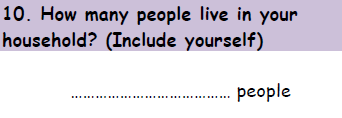 10. How many people live in your
household? (Include yourself)
........................................ people